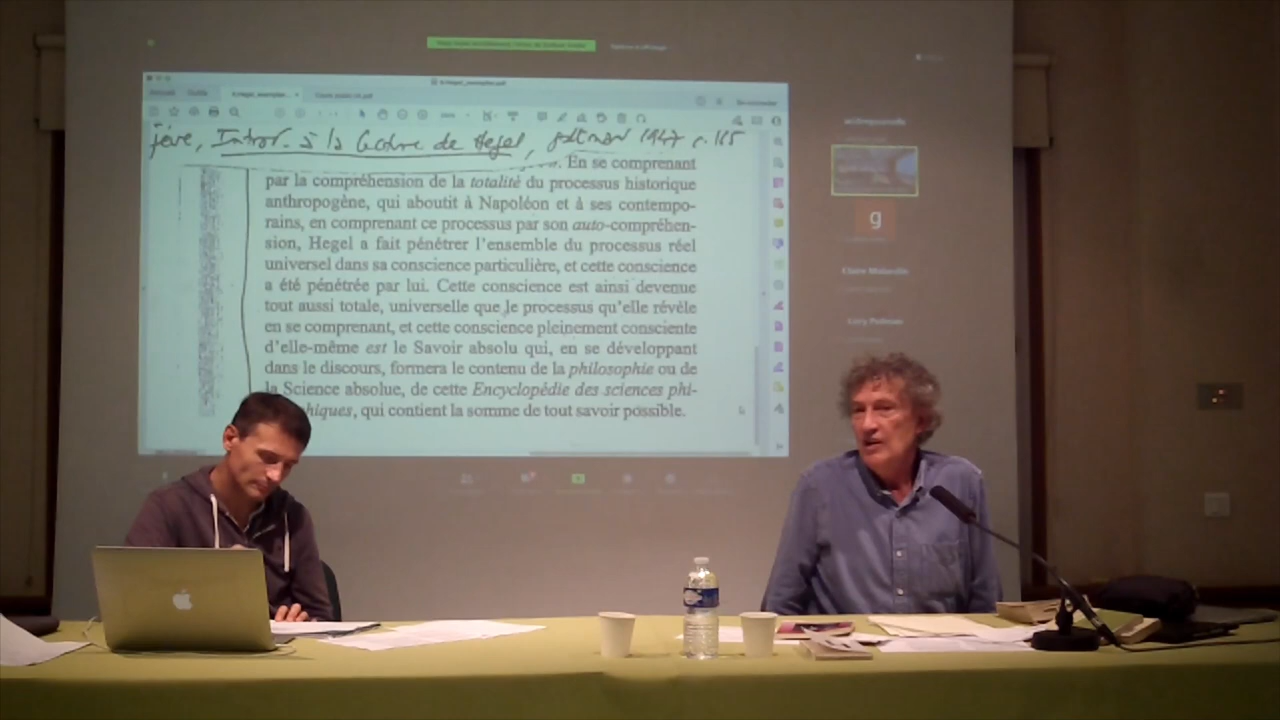 jève, Introd. à la lecture de Hegel, Gallimard 1947 p. 165
En se comprenant
par la compréhension de la totalité du processus historique
anthropogène, qui aboutit à Napoléon et à ses contempo-
rains, en comprenant ce processus par son auto-compréhen-
sion, Hegel a fait pénétrer l'ensemble du processus réel
universel dans sa conscience particulière, et cette conscience
a été pénétrée par lui. Cette conscience est ainsi devenue
tout aussi totale, universelle que le processus qu'elle révèle
en se comprenant, et cette conscience pleinement consciente
d'elle-même est le Savoir absolu qui, en se développant
dans le discours, formera le contenu de la philosophie ou de
la Science absolue, de cette Encyclopédie des sciences phi-
hiques, qui contient la somme de tout savoir possible.
g